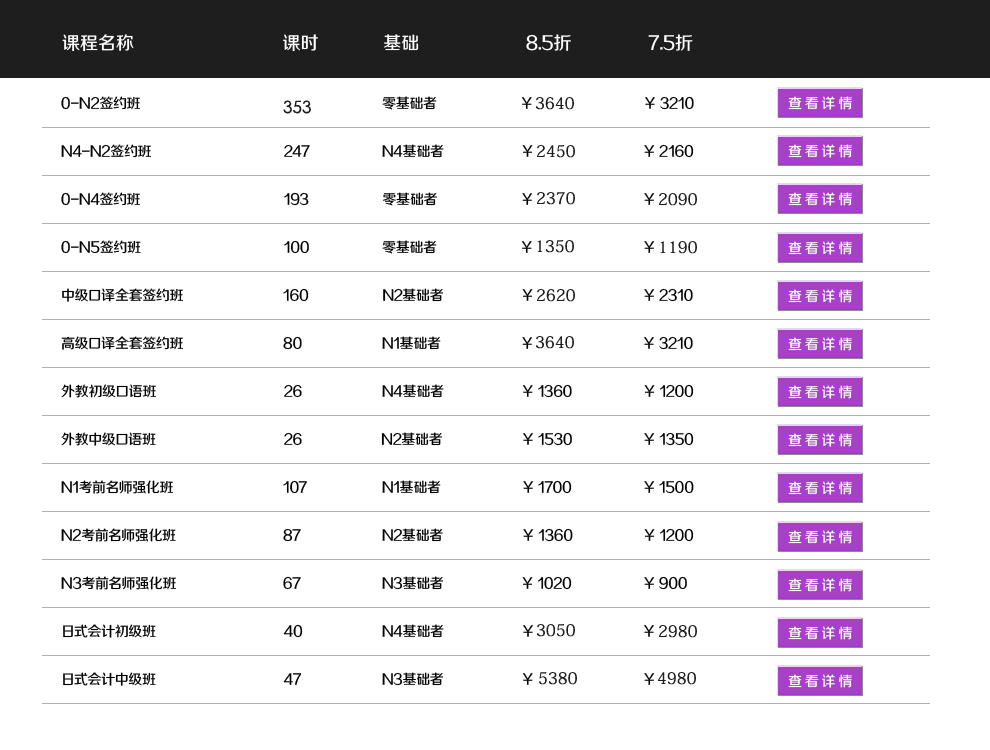 课程名称 课时 基础 8.5折 7.5折
0-N2签约班 353 零基础者 ￥3640 ￥3210 查看详情
N4-N2签约班 247 N4基础者 ￥2450 ￥2160 查看详情
0-N4签约班 193 零基础者 ￥2370 ￥2090 查看详情
0-N5签约班 100 零基础者 ￥1350 ￥1190 查看详情
中级口译全套签约班 160 N2基础者 ￥2620 ￥2310 查看详情
高级口译全套签约班 80 N1基础者 ￥3640 ￥3210 查看详情
外教初级口语班 26 N4基础者 ￥1360 ￥1200 查看详情
外教中级口语班 26 N2基础者 ￥1530 ￥1350 查看详情
N1考前名师强化班 107 N1基础者 ￥1700 ￥1500 查看详情
N2考前名师强化班 87 N2基础者 ￥1360 ￥1200 查看详情
N3考前名师强化班 67 N3基础者 ￥1020 ￥900 查看详情
日式会计初级班 40 N4基础者 ￥3050 ￥2980 查看详情
日式会计中级班 47 N3基础者 ￥5380 ￥4980 查看详情